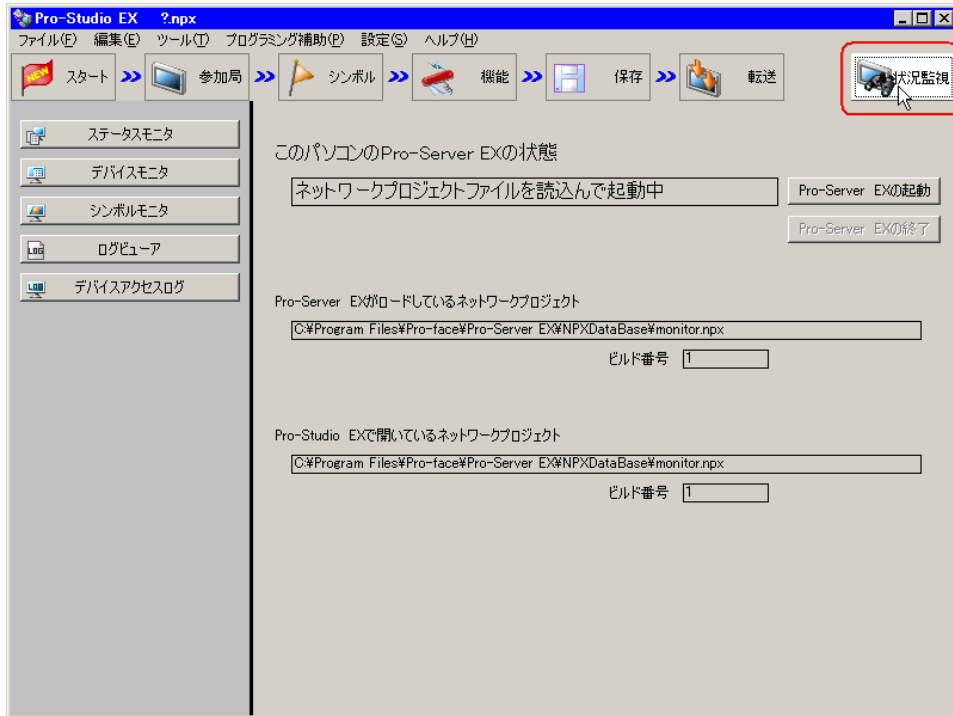 Pro-Studio EX ?.npx
ファイル(F) 編集(E) ツール(T) プログラミング補助(P) 設定(S) ヘルプ(H)
NEW スタート 参加局 シンボル 機能 保存 転送 状況監視
ステータスモニタ
デバイスモニタ
シンボルモニタ
LOG ログビューア
LOG デバイスアクセスログ
このパソコンのPro-Server EXの状態
ネットワークプロジェクトファイルを読込んで起動中
Pro-Server EXの起動
Pro-Server EXの終了
Pro-Server EXがロードしているネットワークプロジェクト
C:¥Program Files¥Pro-face¥Pro-Server EX¥NPXDataBase¥monitor.npx
ビルド番号 1
Pro-Studio EXで開いているネットワークプロジェクト
C:¥Program Files¥Pro-face¥Pro-Server EX¥NPXDataBase¥monitor.npx
ビルド番号 1